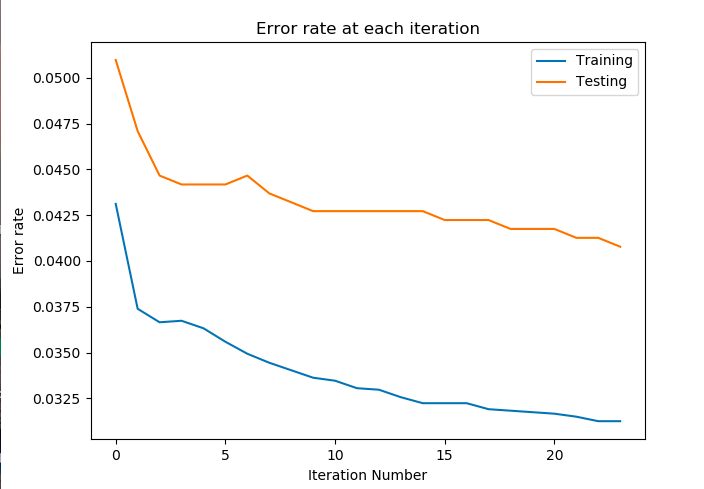 Error rate at each iteration
Training
Testing
0.0500
0.0475
0.0450
0.0425
0.0400
0.0375
0.0350
0.0325
Error rate
0 5 10 15 20
Iteration Number